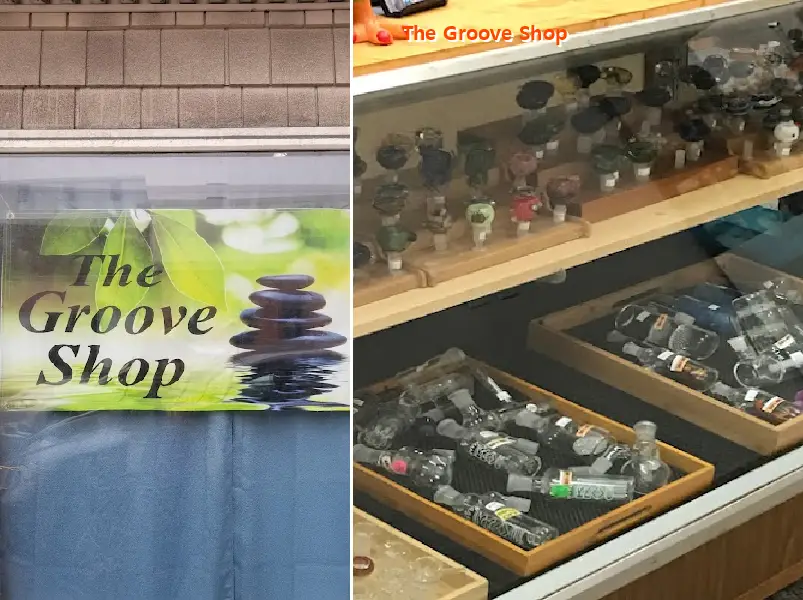 The
Groove
Shop
The Groove Shop